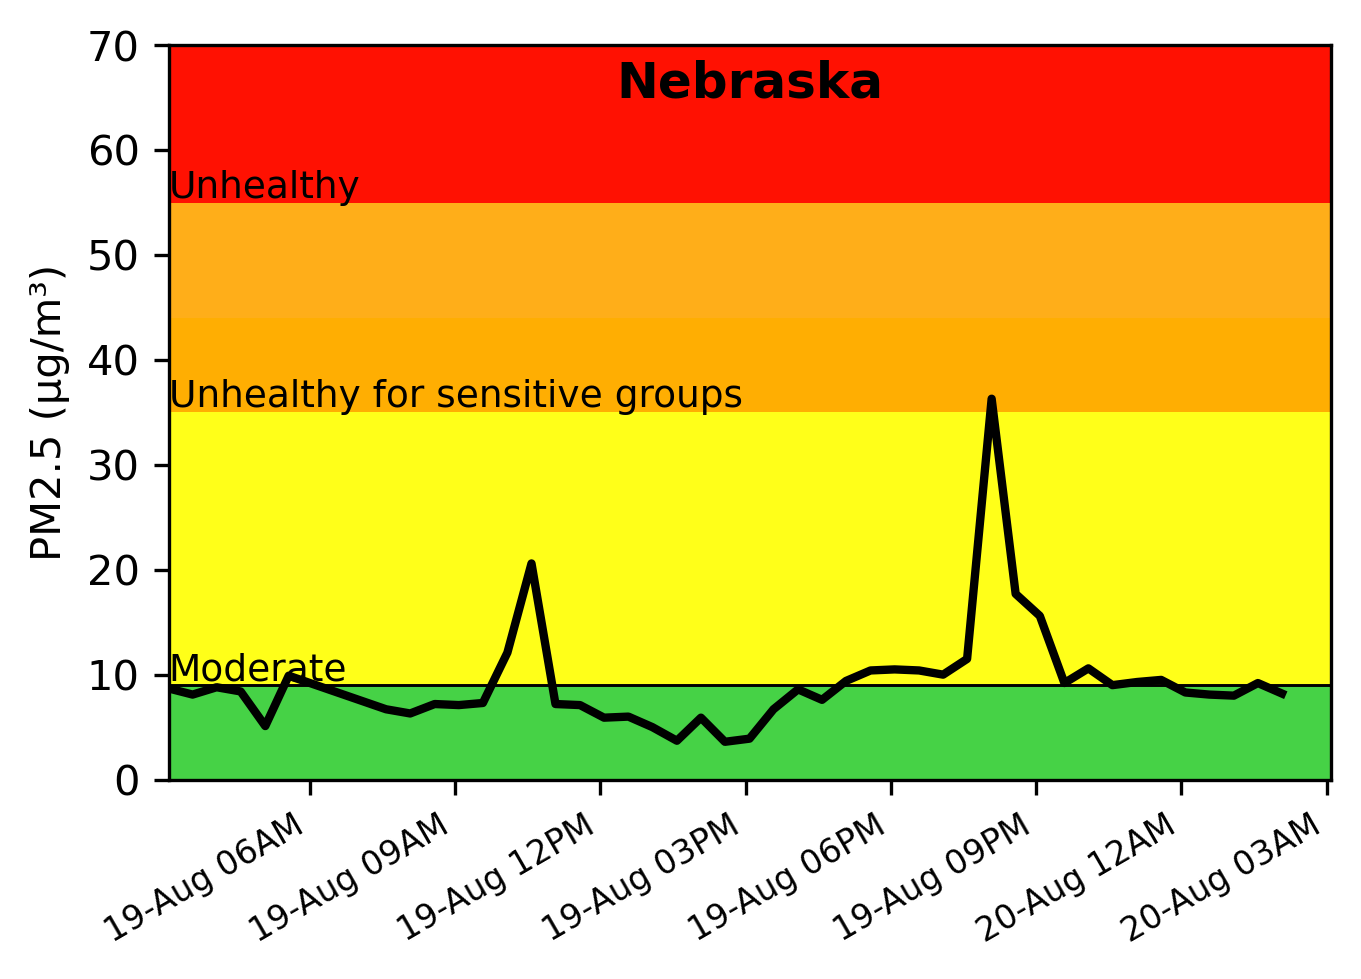 Nebraska
70
60
50
40
30
20
10
0
PM2.5 (µg/m³)
Unhealthy
Unhealthy for sensitive groups
Moderate
19-Aug 06AM
19-Aug 09AM
19-Aug 12PM
19-Aug 03PM
19-Aug 06PM
19-Aug 09PM
20-Aug 12AM
20-Aug 03AM